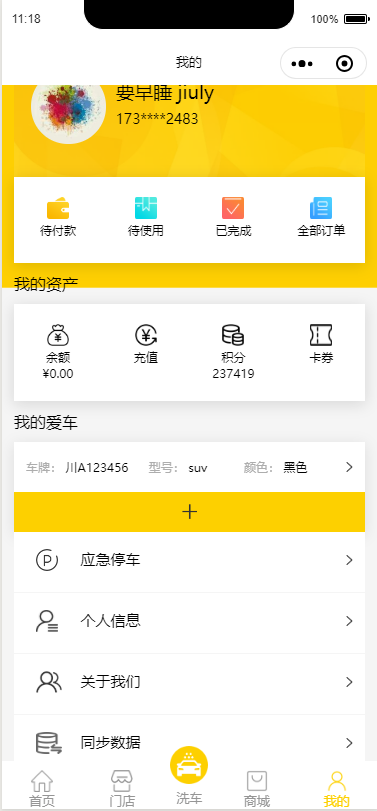 11:18
100%
我的
要早睡 jiuly
173****2483
待付款 待使用 已完成 全部订单
我的资产
余额 充值 积分 卡券
¥0.00 237419
我的爱车
车牌： 川A123456 型号： suv 颜色： 黑色
应急停车
个人信息
关于我们
同步数据
首页 门店 洗车 商城 我的